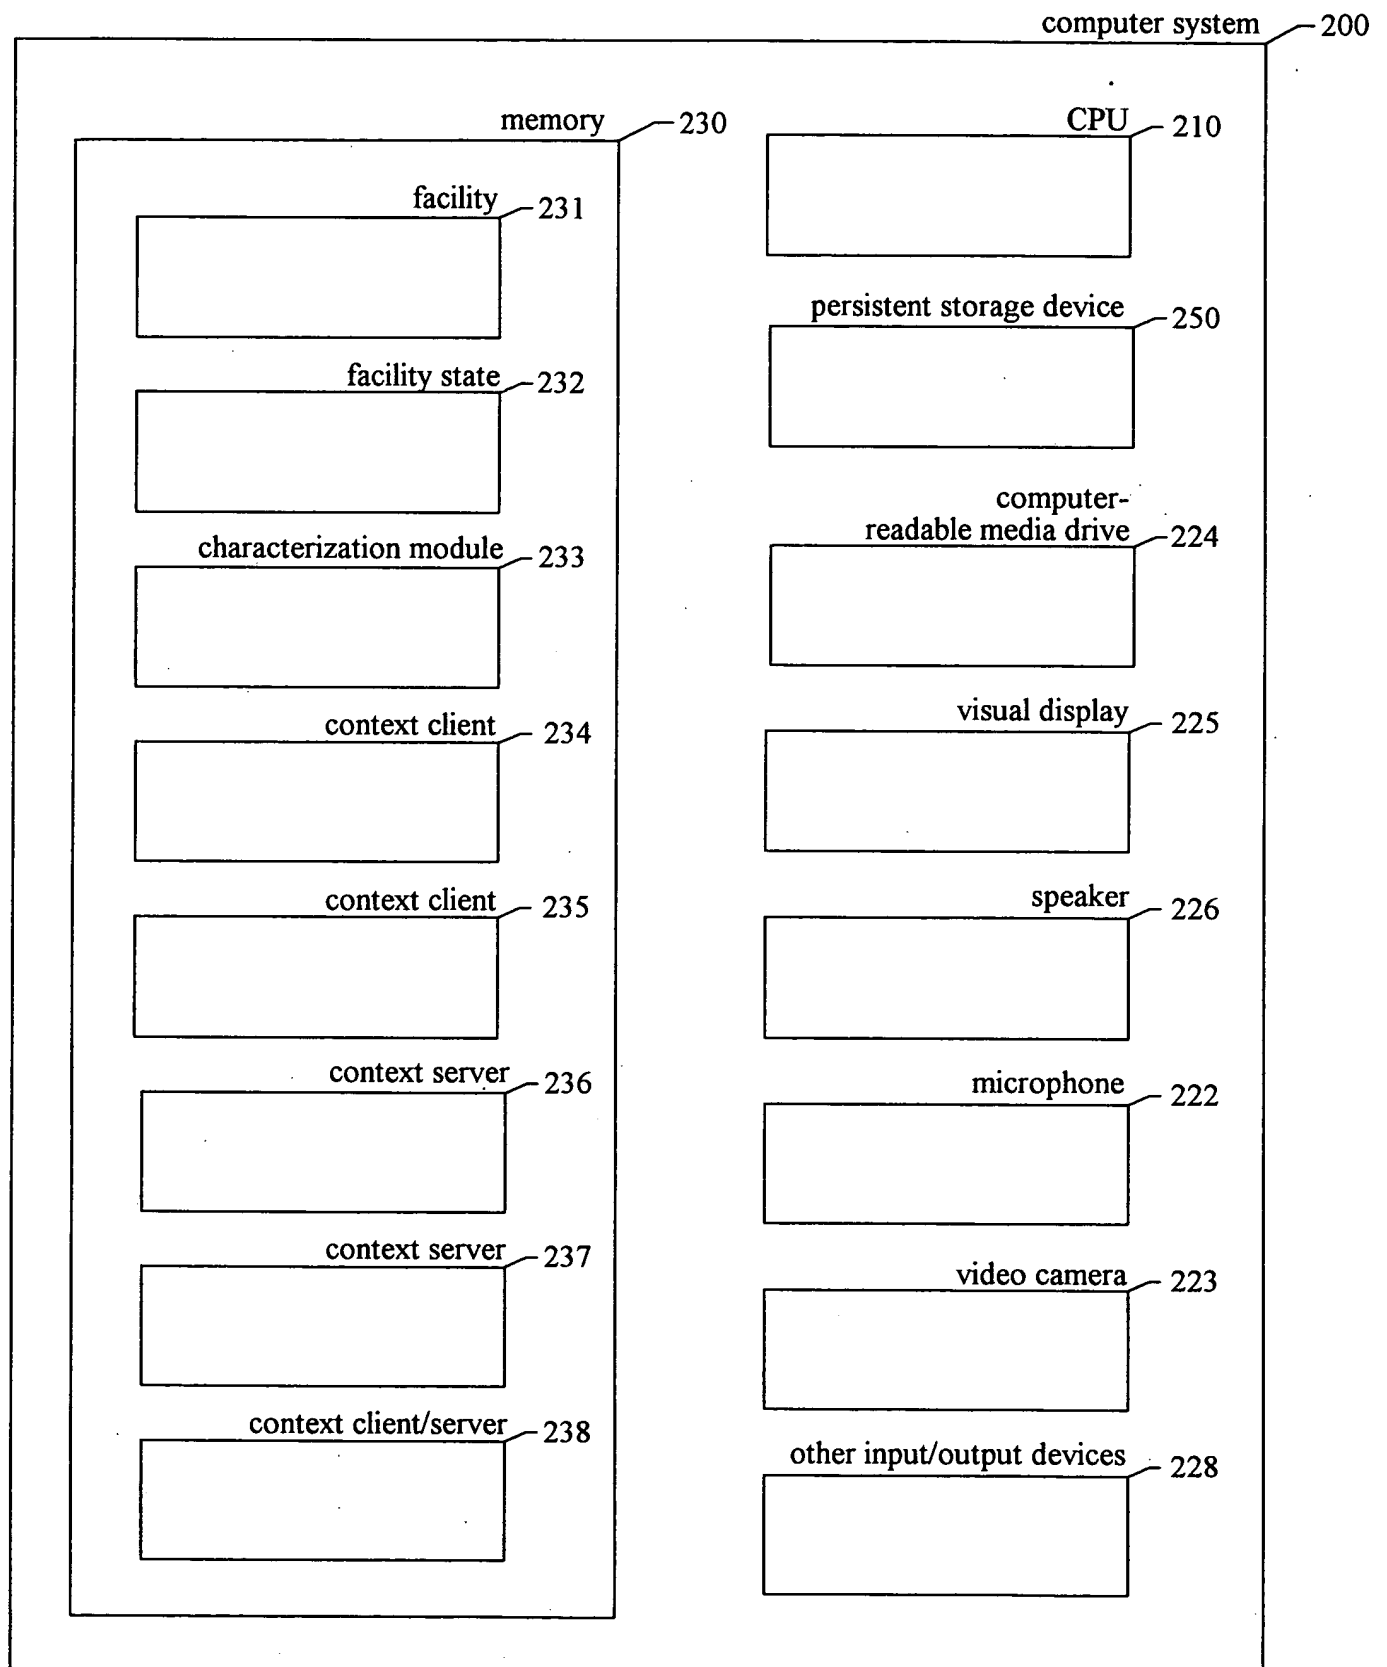 computer system 200
memory 230
facility 231
facility state 232
characterization module 233
context client 234
context client 235
context server 236
context server 237
context client/server 238
CPU 210
persistent storage device 250
computer-
readable media drive 224
visual display 225
speaker 226
microphone 222
video camera 223
other input/output devices 228